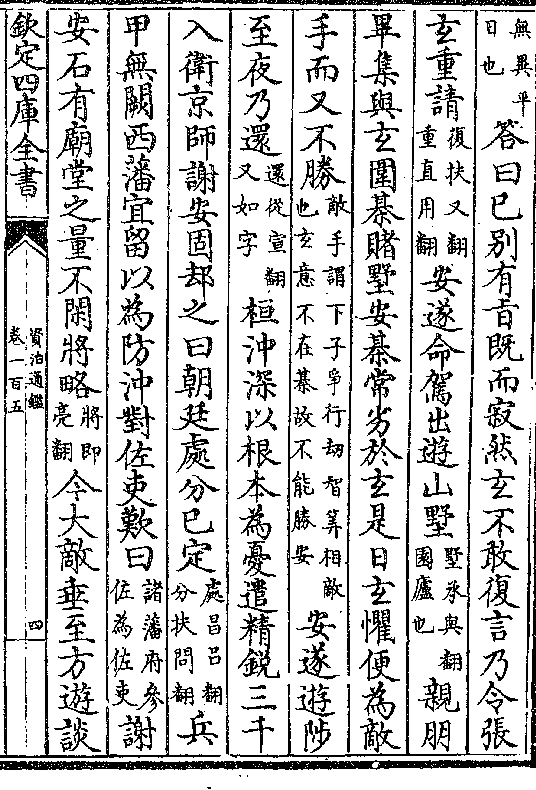 無異平
日也
答曰已别有㫖既而寂然玄不敢復言乃令張
玄重請
復扶又翻
重直用翻
安遂命駕出遊山墅
墅承與翻
園廬也
親朋
畢集與玄圍棊賭墅安棊常劣於玄是日玄懼便為敵
手而又不勝
敵手謂下子爭行劫智筭相敵
也玄意不在棊故不能勝安
安遂遊陟
至夜乃還
還從宣翻
又如字
桓沖深以根本為憂遣精鋭三千
入衛京師謝安固却之曰朝廷處分已定
處昌吕翻
分扶問翻
兵
甲無闕西藩宜留以為防沖對佐吏歎曰
諸藩府參
佐為佐吏
謝
安石有廟堂之量不閑將略
將即
亮翻
今大敵垂至方遊談
欽定四庫全書
資治通鑑
卷一百五
四